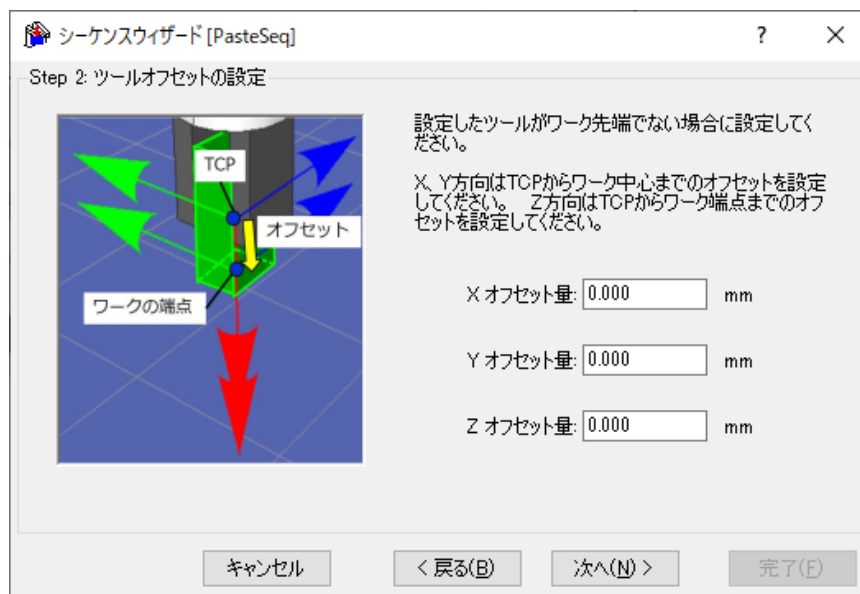 シーケンスウィザード [PasteSeq]
?
Step 2: ツールオフセットの設定
TCP
オフセット
ワークの端点
設定したツールがワーク先端でない場合に設定してく
ださい。
X、Y方向はTCPからワーク中心までのオフセットを設定
してください。 Z方向はTCPからワーク端点までのオフ
セットを設定してください。
X オフセット量: 0.000 mm
Y オフセット量: 0.000 mm
Z オフセット量: 0.000 mm
キャンセル < 戻る(B) 次へ(N) > 完了(F)